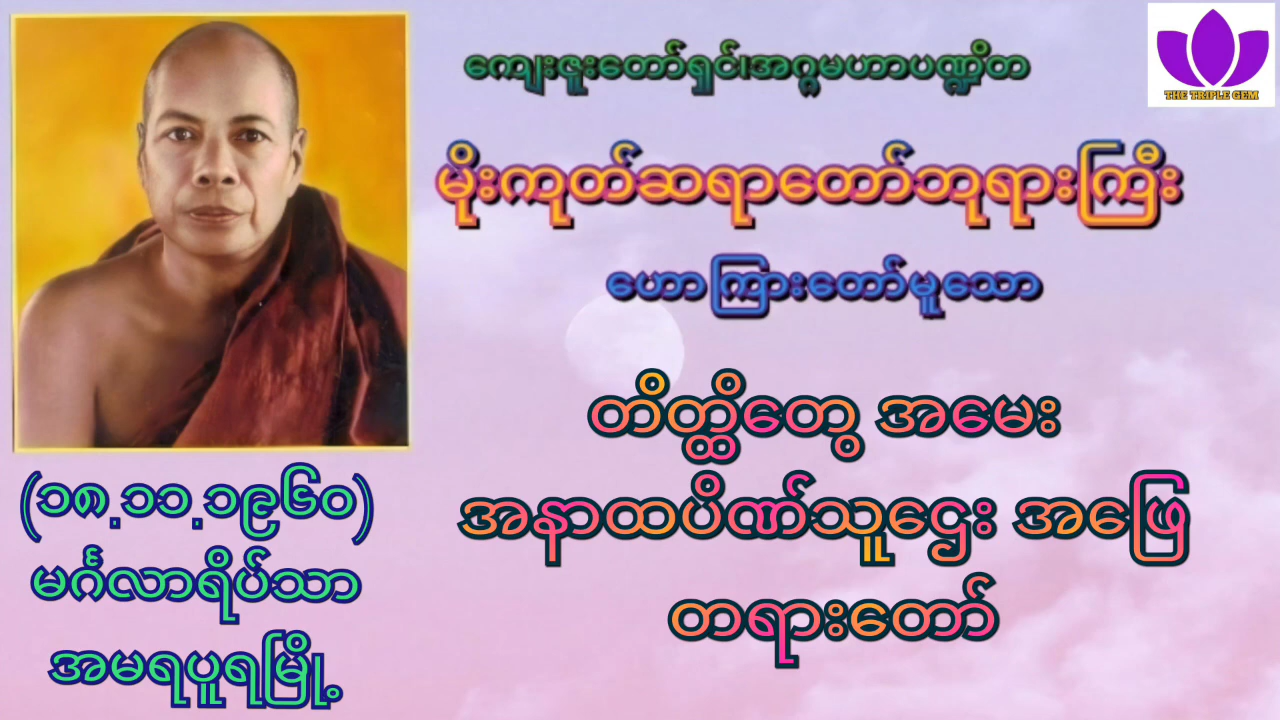 THE TRIPLE GEM
ကျေးဇူးတော်ရှင်၊အဂ္ဂမဟာပဏ္ဍိတ
မိုးကုတ်ဆရာတော်ဘုရားကြီး
ဟောကြားတော်မူသော
တိတ္ထိတွေ အမေး
အနာထပိဏ်သူဌေး အဖြေ
တရားတော်
(၁၈.၁၁.၁၉၆၀)
မင်္ဂလာရိပ်သာ
အမရပူရမြို့